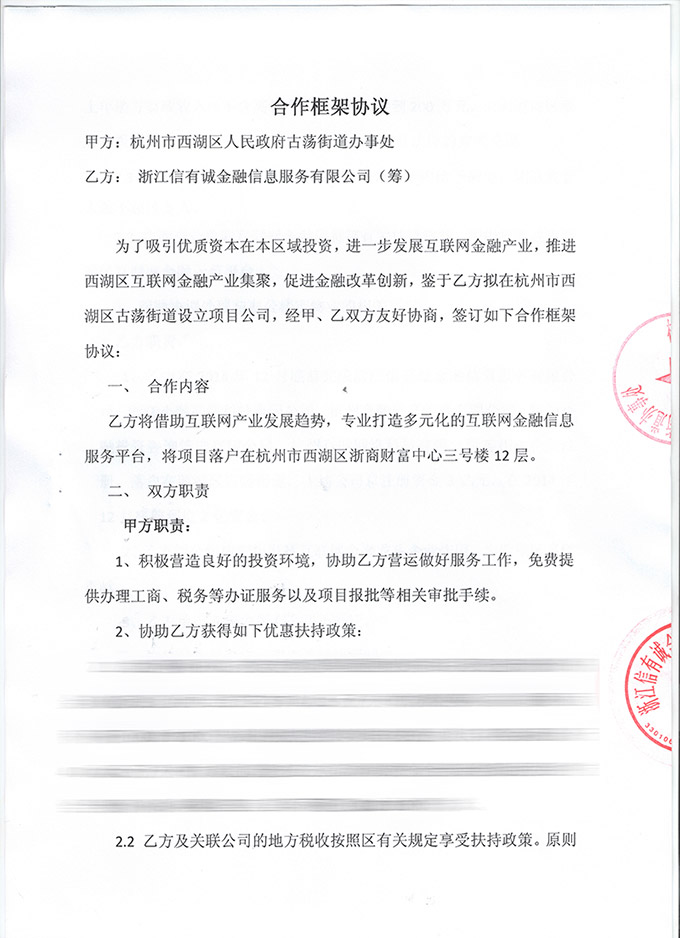 合作框架协议
甲方：杭州市西湖区人民政府古荡街道办事处
乙方： 浙江信有诚金融信息服务有限公司（筹）
为了吸引优质资本在本区域投资，进一步发展互联网金融产业，推进
西湖区互联网金融产业集聚，促进金融改革创新，鉴于乙方拟在杭州市西
湖区古荡街道设立项目公司，经甲、乙双方友好协商，签订如下合作框架
协议：
一、 合作内容
乙方将借助互联网产业发展趋势，专业打造多元化的互联网金融信息
服务平台，将项目落户在杭州市西湖区浙商财富中心三号楼 12 层。
二、 双方职责
甲方职责：
1、积极营造良好的投资环境，协助乙方营运做好服务工作，免费提
供办理工商、税务等办证服务以及项目报批等相关审批手续。
2、协助乙方获得如下优惠扶持政策：
浙江信有诚
33010
2.2 乙方及关联公司的地方税收按照区有关规定享受扶持政策。原则